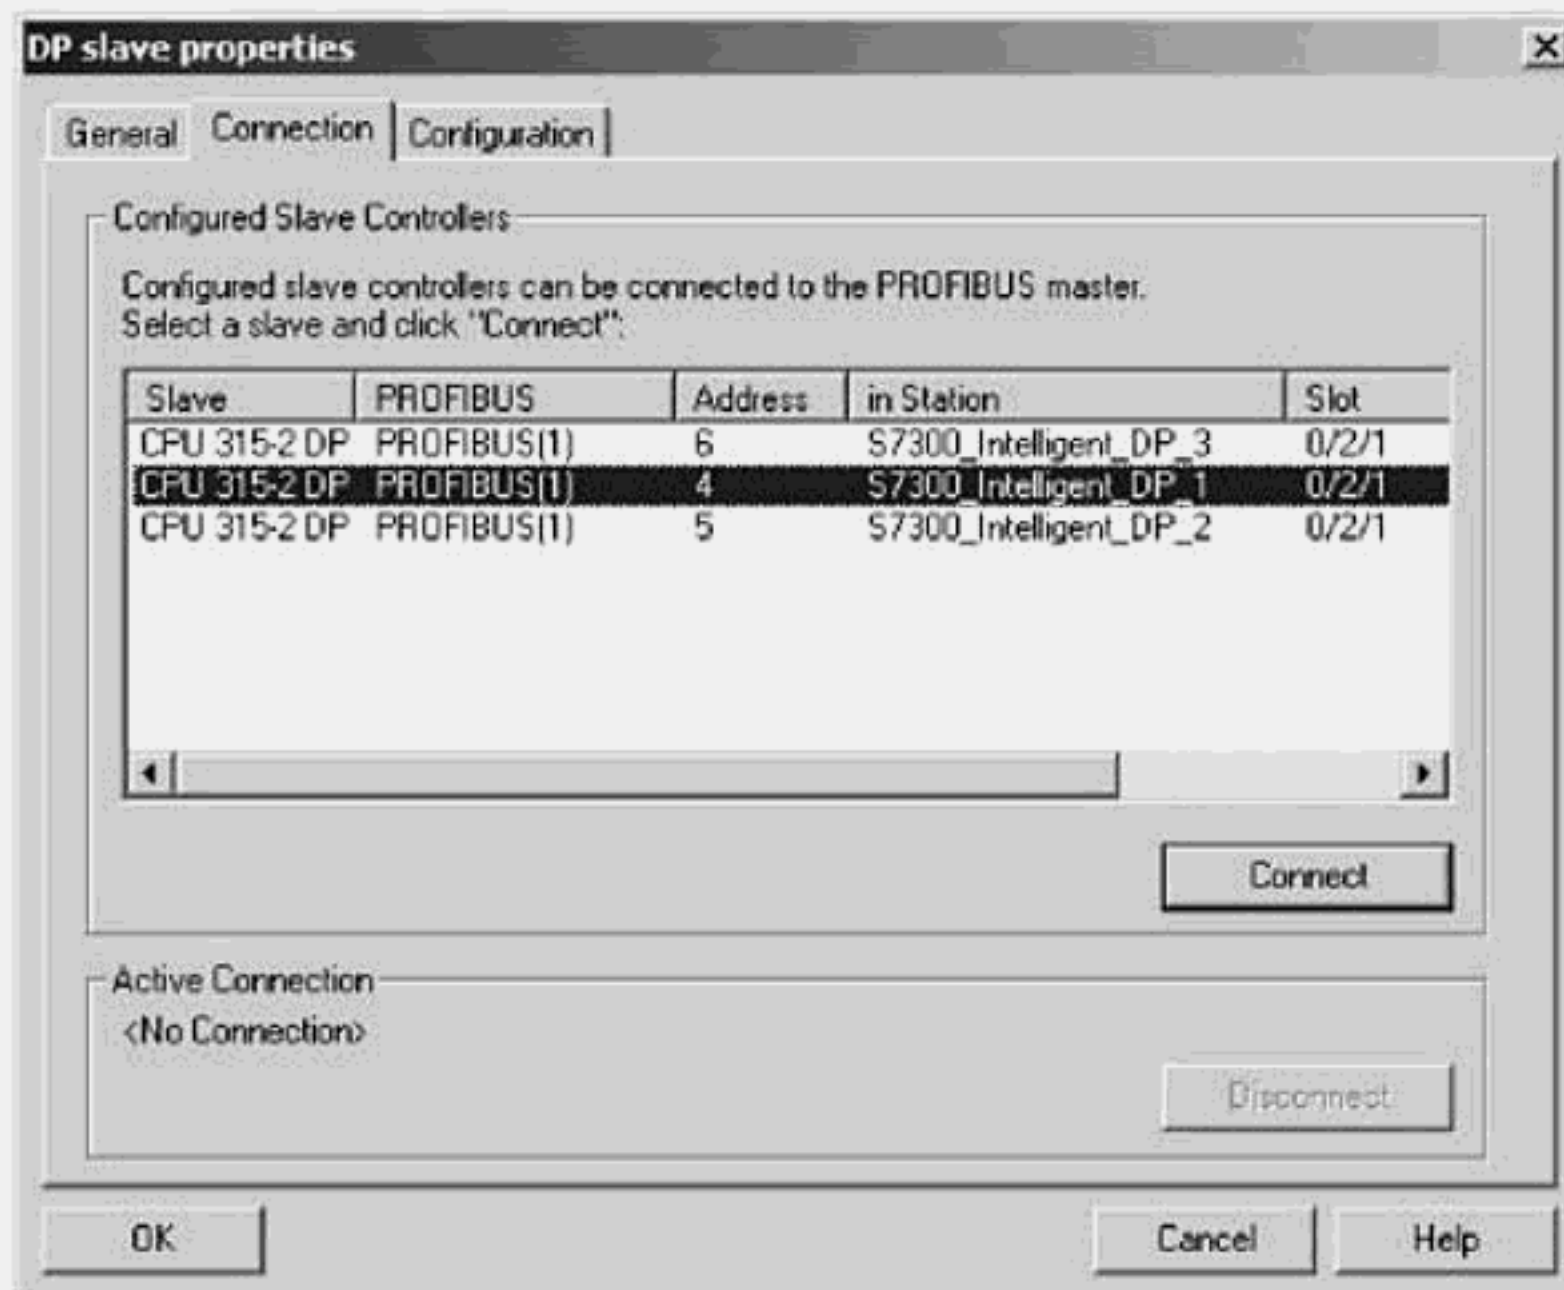 DP slave properties
General Connection Configuration
Configured Slave Controllers
Configured slave controllers can be connected to the PROFIBUS master.
Select a slave and click "Connect":
Slave PROFIBUS Address in Station Slot
CPU 315-2 DP PROFIBUS(1) 6 S7300_Intelligent_DP_3 0/2/1
CPU 315-2 DP PROFIBUS(1) 4 S7300_Intelligent_DP_1 0/2/1
CPU 315-2 DP PROFIBUS(1) 5 S7300_Intelligent_DP_2 0/2/1
Connect
Active Connection
<No Connection>
Disconnect
OK Cancel Help